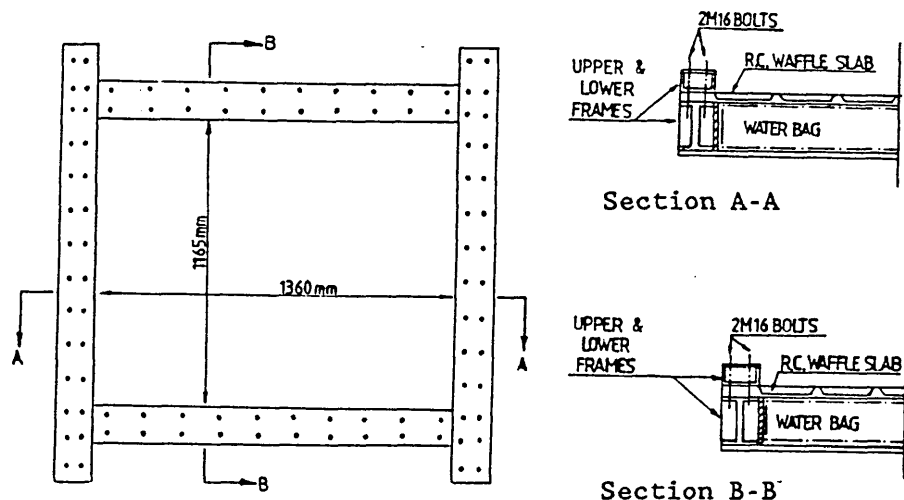 B
1165mm
1360mm
A
A
B
2M16 BOLTS
R.C. WAFFLE SLAB
UPPER &
LOWER
FRAMES
WATER BAG
Section A-A
UPPER &
LOWER
FRAMES
2M16 BOLTS
R.C. WAFFLE SLAB
WATER BAG
Section B-B